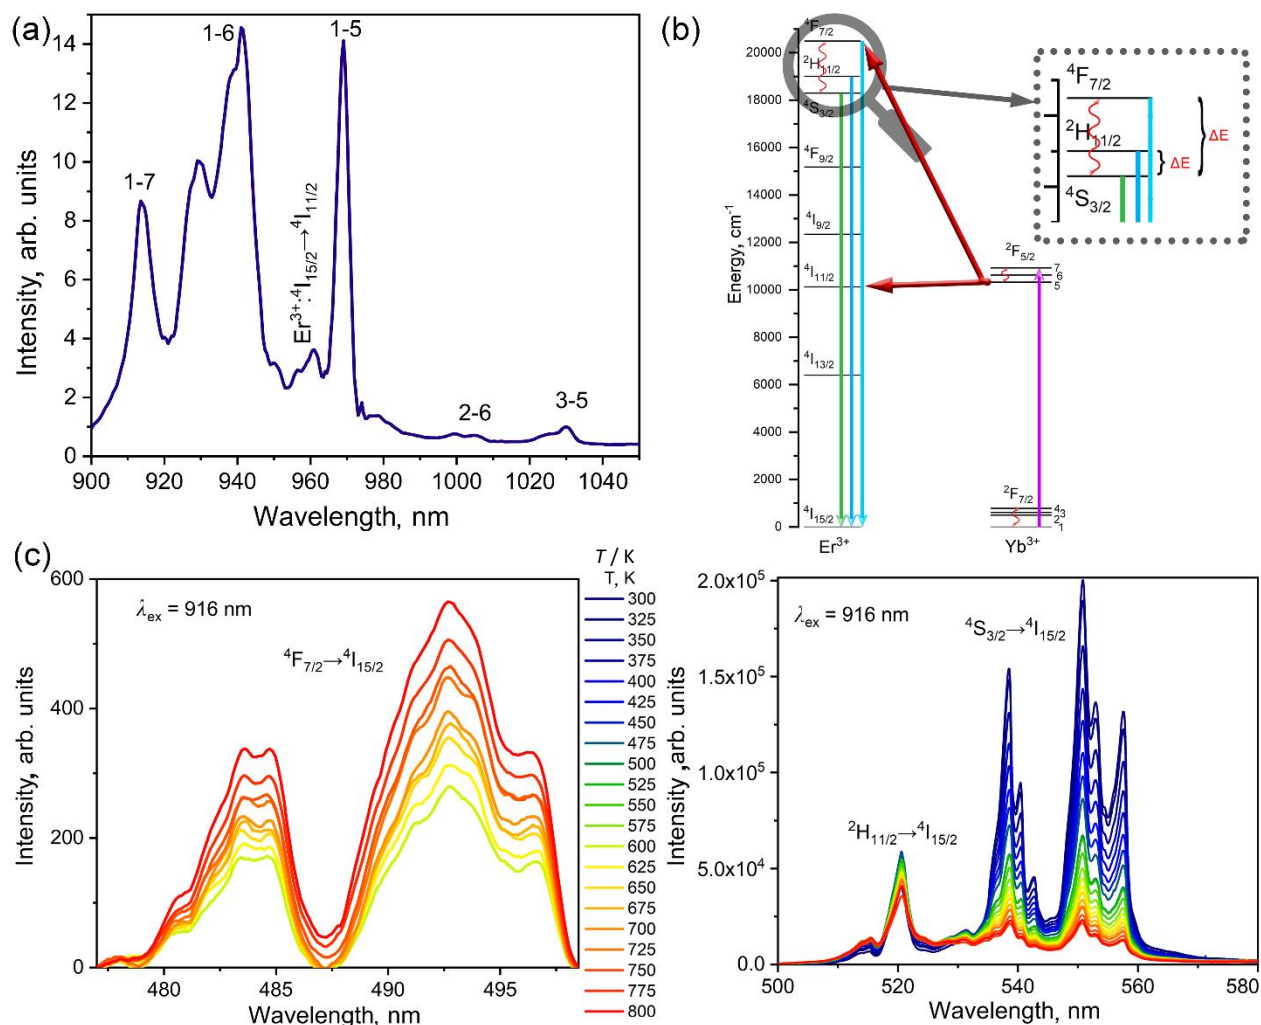 (a)
14
12
10
8
6
4
2
0
Intensity, arb. units
1-7
1-6
1-5
Er³⁺:⁴I₁₅/₂→⁴I₁₁/₂
2-6
3-5
900 920 940 960 980 1000 1020 1040
Wavelength, nm
(b)
20000
18000
16000
14000
12000
10000
8000
6000
4000
2000
0
Energy, cm⁻¹
⁴F₇/₂
²H₁₁/₂
⁴S₃/₂
⁴F₉/₂
⁴I₉/₂
⁴I₁₁/₂
⁴I₁₃/₂
⁴I₁₅/₂
Er³⁺
²F₅/₂
7
6
5
²F₇/₂
4 3
2 1
Yb³⁺
⁴F₇/₂
²H₁₁/₂
⁴S₃/₂
ΔE
ΔE
(c)
600
400
200
0
Intensity, arb. units
λex = 916 nm
⁴F₇/₂→⁴I₁₅/₂
480 485 490 495
Wavelength, nm
T / K
T, K
300
325
350
375
400
425
450
475
500
525
550
575
600
625
650
675
700
725
750
775
800
2.0x10⁵
1.5x10⁵
1.0x10⁵
5.0x10⁴
0.0
Intensity ,arb. units
λex = 916 nm
⁴S₃/₂→⁴I₁₅/₂
²H₁₁/₂→⁴I₁₅/₂
500 520 540 560 580
Wavelength, nm